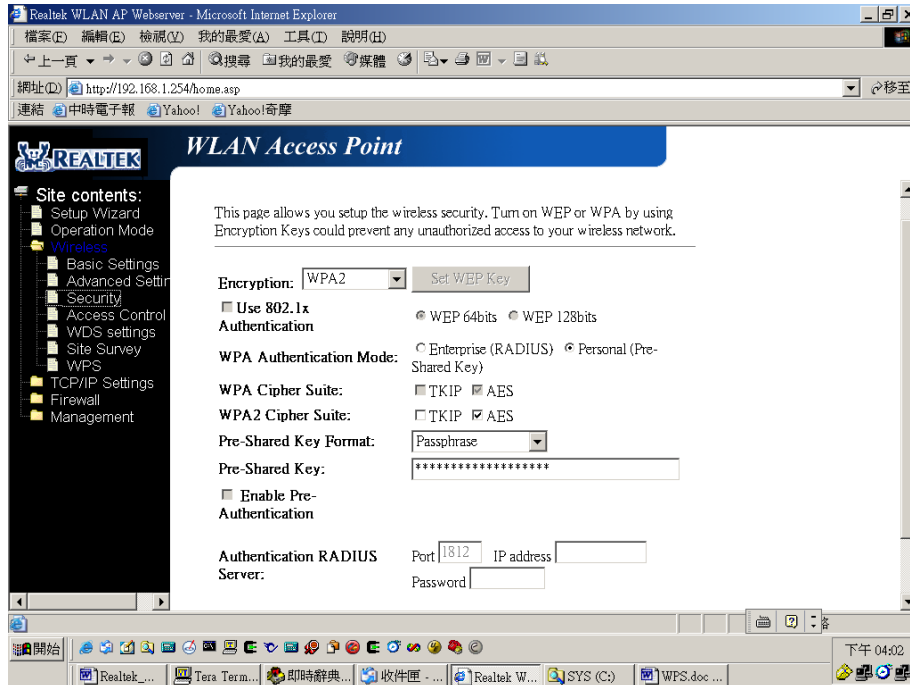 Realtek WLAN AP Webserver - Microsoft Internet Explorer
檔案(F) 編輯(E) 檢視(V) 我的最愛(A) 工具(T) 說明(H)
上一頁 搜尋 我的最愛 媒體
網址(D) http://192.168.1.254/home.asp 移至
連結 中時電子報 Yahoo! Yahoo!奇摩
REALTEK
WLAN Access Point
Site contents:
Setup Wizard
Operation Mode
Wireless
Basic Settings
Advanced Settin
Security
Access Control
WDS settings
Site Survey
WPS
TCP/IP Settings
Firewall
Management
This page allows you setup the wireless security. Turn on WEP or WPA by using
Encryption Keys could prevent any unauthorized access to your wireless network.
Encryption: WPA2 Set WEP Key
Use 802.1x
Authentication
WEP 64bits WEP 128bits
WPA Authentication Mode:
Enterprise (RADIUS) Personal (Pre-
Shared Key)
WPA Cipher Suite: TKIP AES
WPA2 Cipher Suite: TKIP AES
Pre-Shared Key Format: Passphrase
Pre-Shared Key: *******************
Enable Pre-
Authentication
Authentication RADIUS
Server:
Port 1812 IP address
Password
開始 下午 04:02
Realtek_... Tera Term... 即時辭典... 收件匣 - ... Realtek W... SYS (C:) WPS.doc ...